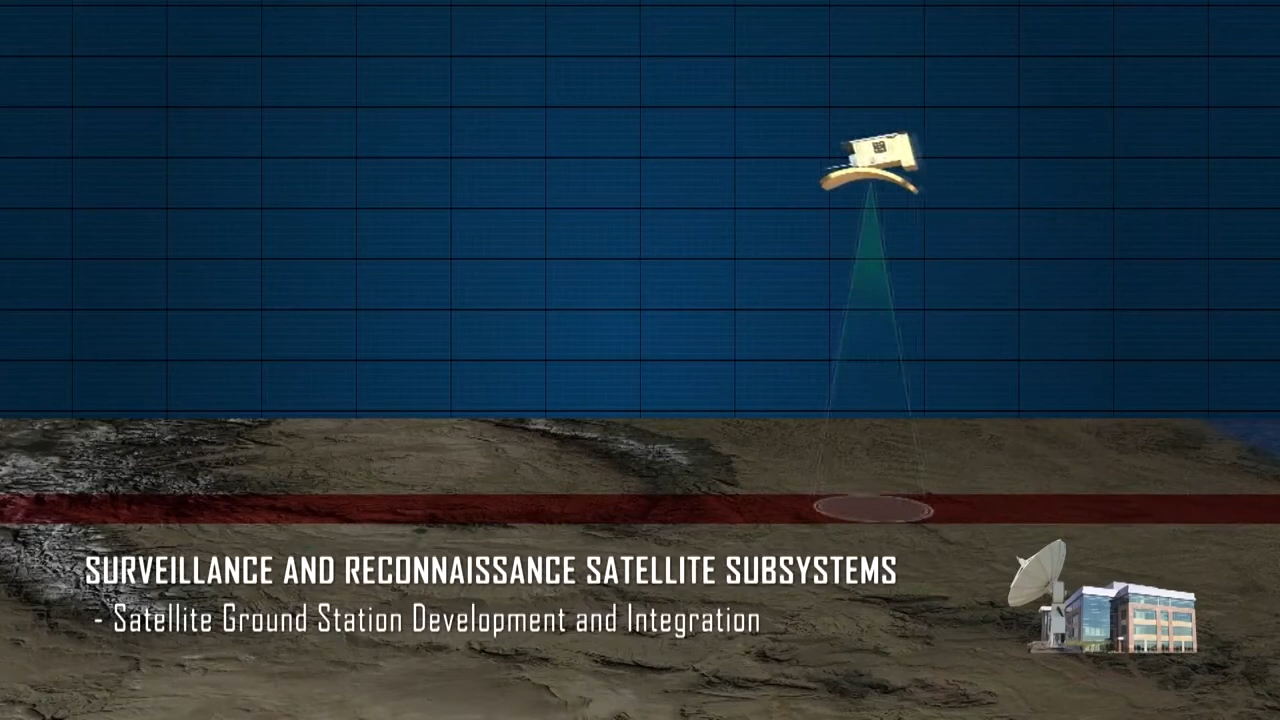 SURVEILLANCE AND RECONNAISSANCE SATELLITE SUBSYSTEMS
- Satellite Ground Station Development and Integration